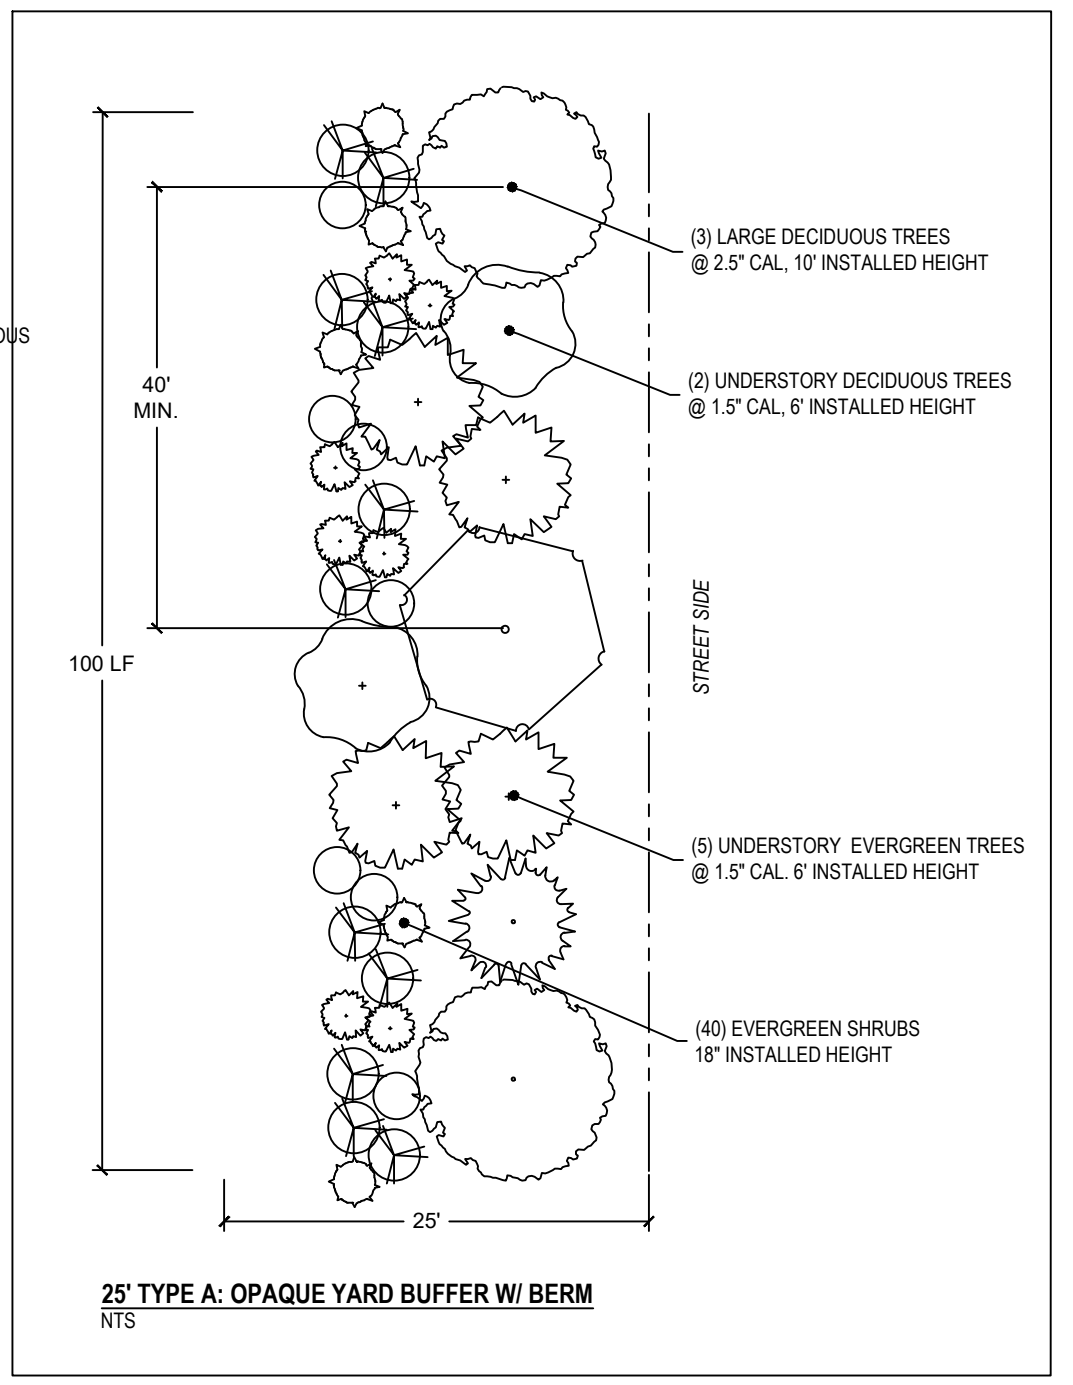 (3) LARGE DECIDUOUS TREES
@ 2.5" CAL, 10' INSTALLED HEIGHT
OUS
40'
MIN.
(2) UNDERSTORY DECIDUOUS TREES
@ 1.5" CAL, 6' INSTALLED HEIGHT
STREET SIDE
100 LF
(5) UNDERSTORY EVERGREEN TREES
@ 1.5" CAL. 6' INSTALLED HEIGHT
(40) EVERGREEN SHRUBS
18" INSTALLED HEIGHT
25'
25' TYPE A: OPAQUE YARD BUFFER W/ BERM
NTS